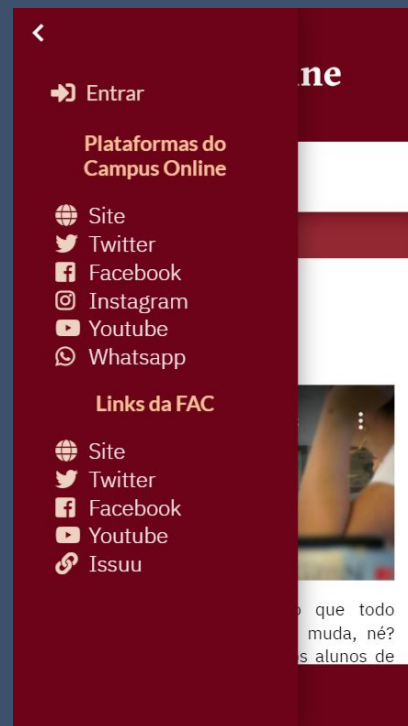 ne
Entrar
Plataformas do
Campus Online
Site
Twitter
Facebook
Instagram
Youtube
Whatsapp
Links da FAC
Site
Twitter
Facebook
Youtube
Issuu
que todo
muda, né?
alunos de